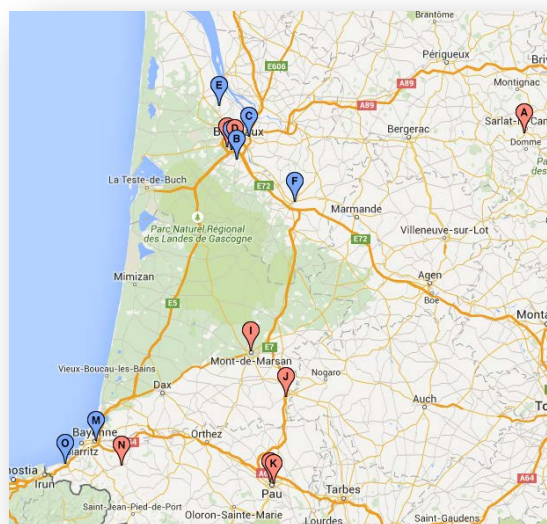 Brantôme
E606
Périgueux
Montignac
A89
A89
E
C
A
Sarlat-la-Can
D
B
Bergerac
Domme
La Teste-de-Buch
E72
F
Marmande
Parc Naturel Régional
des Landes de Gascogne
Villeneuve-sur-Lot
E72
Mimizan
Agen
E5
Boé
Monta
I
E7
Mont-de-Marsan
Nogaro
J
Vieux-Boucau-les-Bains
Dax
Auch
M
Bayonne
N
O
Biarritz
Orthez
Irun
K
Pau
Tarbes
A64
Saint-Jean-Pied-de-Port
Oloron-Sainte-Marie
Lourdes
Saint-Gaudens